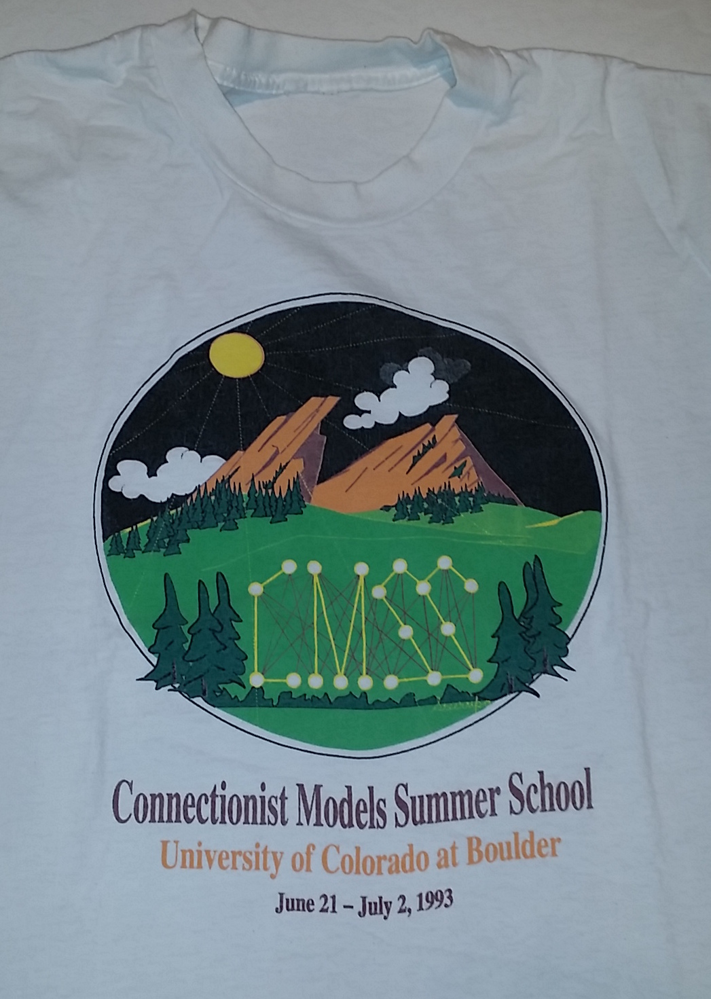 CMSS
Connectionist Models Summer School
University of Colorado at Boulder
June 21 – July 2, 1993